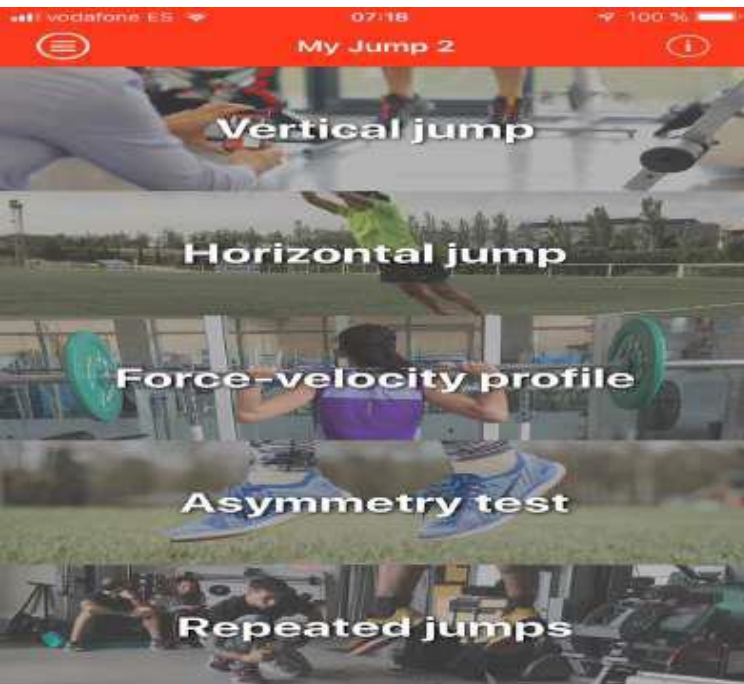 vodafone ES 07:18 100 %
My Jump 2
Vertical jump
Horizontal jump
Force-velocity profile
Asymmetry test
Repeated jumps